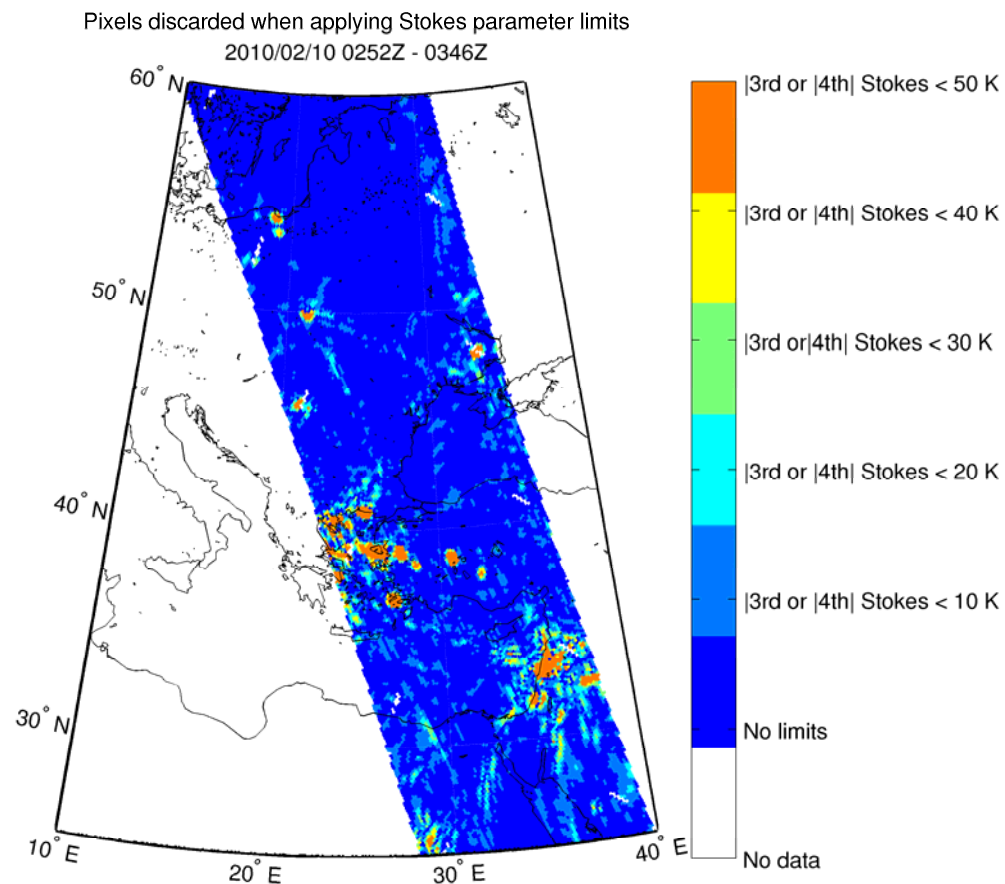 Pixels discarded when applying Stokes parameter limits
2010/02/10 0252Z - 0346Z
60° N
50° N
40° N
30° N
10° E
20° E
30° E
40° E
|3rd or |4th| Stokes < 50 K
|3rd or |4th| Stokes < 40 K
|3rd or|4th| Stokes < 30 K
|3rd or |4th| Stokes < 20 K
|3rd or |4th| Stokes < 10 K
No limits
No data